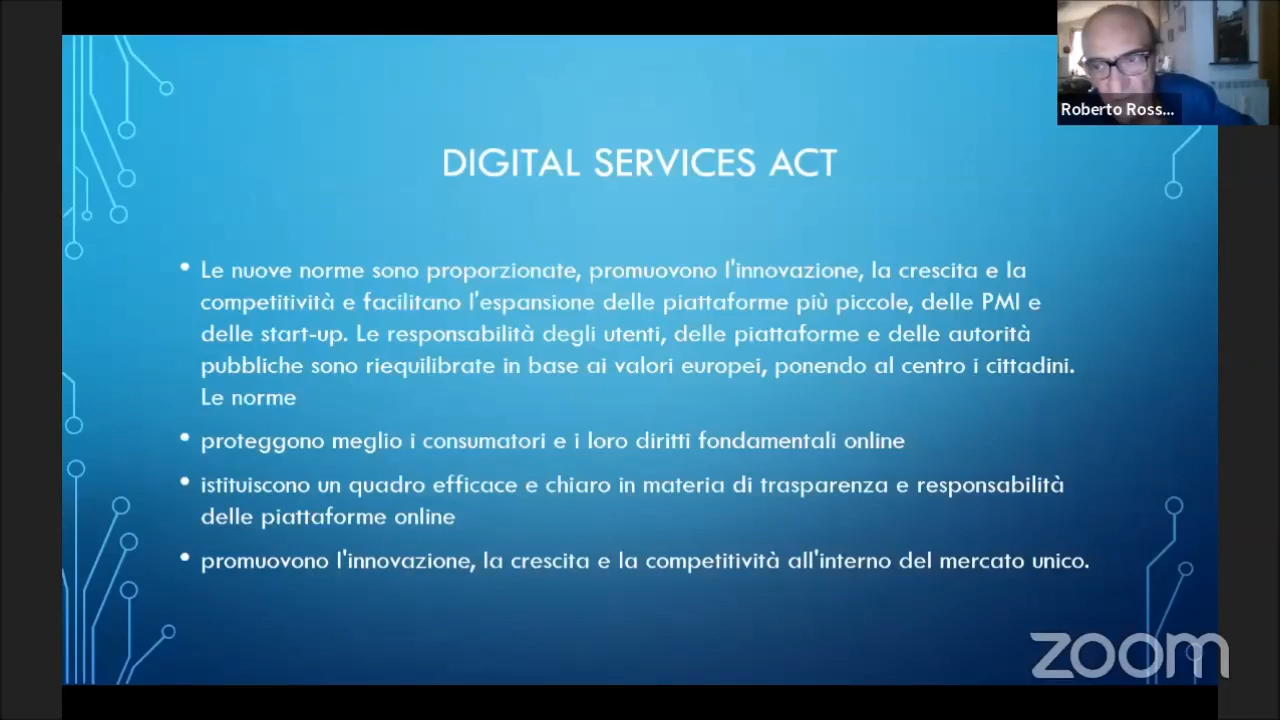 Roberto Ross...
DIGITAL SERVICES ACT
• Le nuove norme sono proporzionate, promuovono l'innovazione, la crescita e la
competitività e facilitano l'espansione delle piattaforme più piccole, delle PMI e
delle start-up. Le responsabilità degli utenti, delle piattaforme e delle autorità
pubbliche sono riequilibrate in base ai valori europei, ponendo al centro i cittadini.
Le norme
• proteggono meglio i consumatori e i loro diritti fondamentali online
• istituiscono un quadro efficace e chiaro in materia di trasparenza e responsabilità
delle piattaforme online
• promuovono l'innovazione, la crescita e la competitività all'interno del mercato unico.
zoom